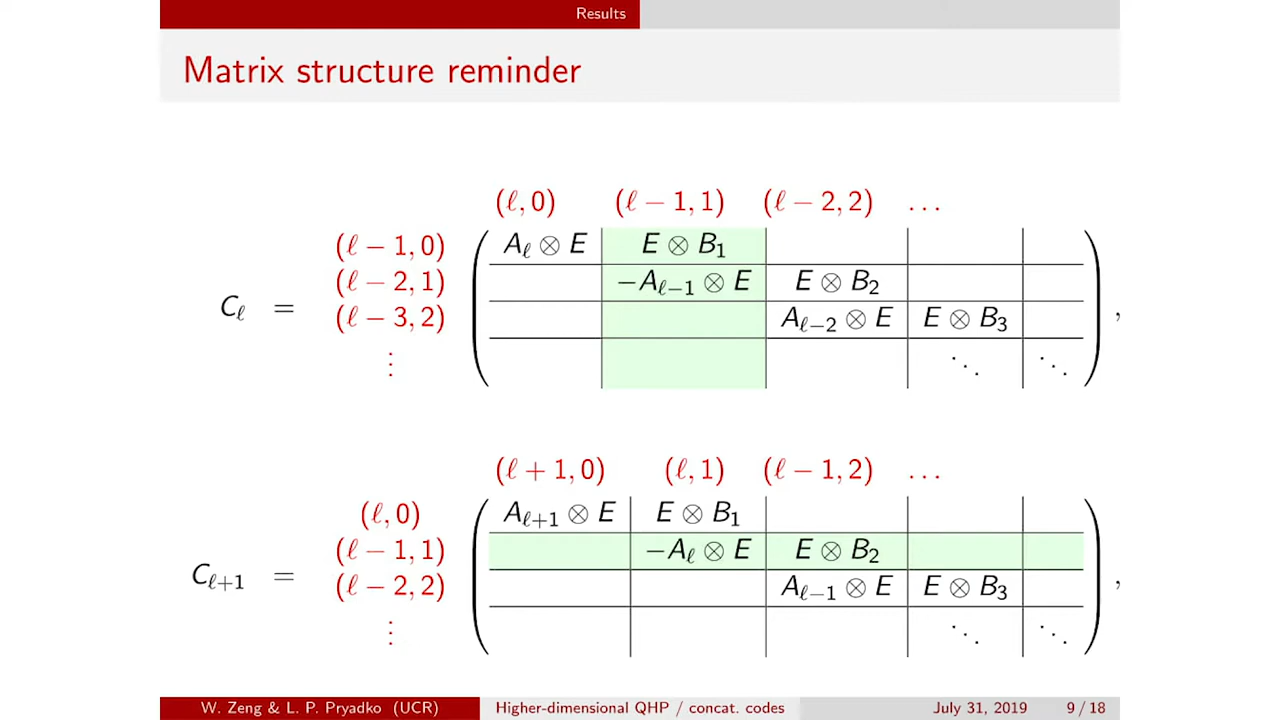 Results
Matrix structure reminder
(ℓ, 0) (ℓ − 1, 1) (ℓ − 2, 2) . . .
(ℓ − 1, 0) A_ℓ ⊗ E E ⊗ B_1
(ℓ − 2, 1) −A_{ℓ−1} ⊗ E E ⊗ B_2
C_ℓ = (ℓ − 3, 2) A_{ℓ−2} ⊗ E E ⊗ B_3 ,
⋮ ⋱ ⋱
(ℓ + 1, 0) (ℓ, 1) (ℓ − 1, 2) . . .
(ℓ, 0) A_{ℓ+1} ⊗ E E ⊗ B_1
(ℓ − 1, 1) −A_ℓ ⊗ E E ⊗ B_2
C_{ℓ+1} = (ℓ − 2, 2) A_{ℓ−1} ⊗ E E ⊗ B_3 ,
⋮ ⋱ ⋱
W. Zeng & L. P. Pryadko (UCR) Higher-dimensional QHP / concat. codes July 31, 2019 9 / 18